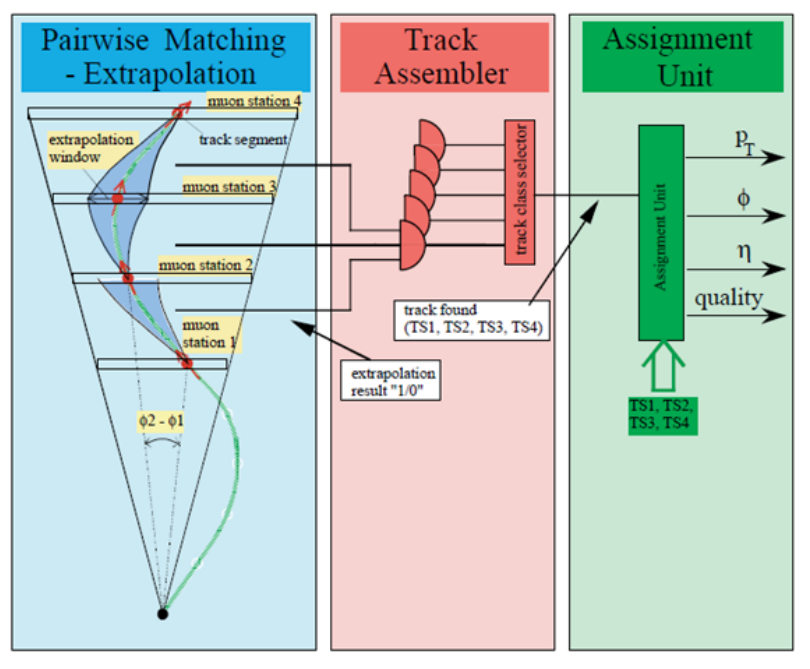 Pairwise Matching
- Extrapolation
muon station 4
extrapolation
window
track segment
muon station 3
muon station 2
muon
station 1
ϕ2 - ϕ1
Track
Assembler
track class selector
track found
(TS1, TS2, TS3, TS4)
extrapolation
result "1/0"
Assignment
Unit
Assignment Unit
pT
ϕ
η
quality
TS1, TS2,
TS3, TS4